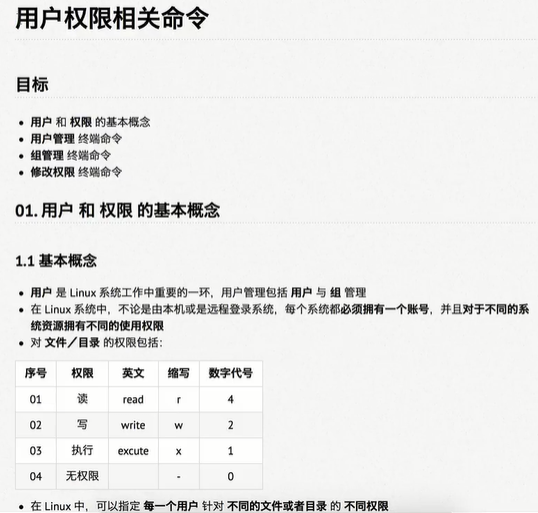 用户权限相关命令
目标
• 用户 和 权限 的基本概念
• 用户管理 终端命令
• 组管理 终端命令
• 修改权限 终端命令
01. 用户 和 权限 的基本概念
1.1 基本概念
• 用户 是 Linux 系统工作中重要的一环，用户管理包括 用户 与 组 管理
• 在 Linux 系统中，不论是由本机或是远程登录系统，每个系统都必须拥有一个账号，并且对于不同的系
统资源拥有不同的使用权限
• 对 文件／目录 的权限包括：
序号 权限 英文 缩写 数字代号
01 读 read r 4
02 写 write w 2
03 执行 excute x 1
04 无权限 - 0
• 在 Linux 中，可以指定 每一个用户 针对 不同的文件或者目录 的 不同权限